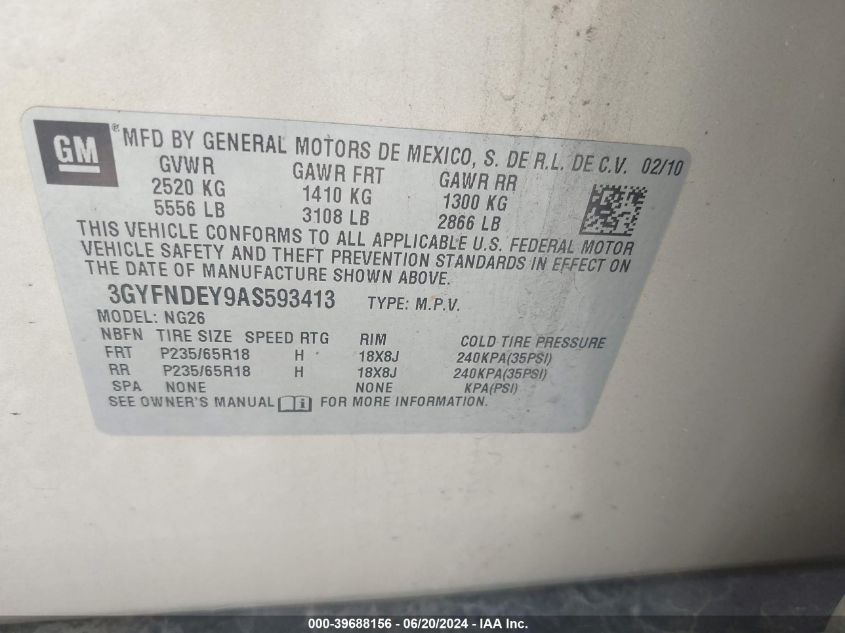 GM ® MFD BY GENERAL MOTORS DE MEXICO, S. DE R.L. DE C.V. 02/10
GVWR GAWR FRT GAWR RR
2520 KG 1410 KG 1300 KG
5556 LB 3108 LB 2866 LB
THIS VEHICLE CONFORMS TO ALL APPLICABLE U.S. FEDERAL MOTOR
VEHICLE SAFETY AND THEFT PREVENTION STANDARDS IN EFFECT ON
THE DATE OF MANUFACTURE SHOWN ABOVE.
3GYFNDEY9AS593413 TYPE: M.P.V.
MODEL: NG26
NBFN TIRE SIZE SPEED RTG RIM COLD TIRE PRESSURE
FRT P235/65R18 H 18X8J 240KPA(35PSI)
RR P235/65R18 H 18X8J 240KPA(35PSI)
SPA NONE NONE KPA(PSI)
SEE OWNER'S MANUAL FOR MORE INFORMATION.
000-39688156 - 06/20/2024 - IAA Inc.